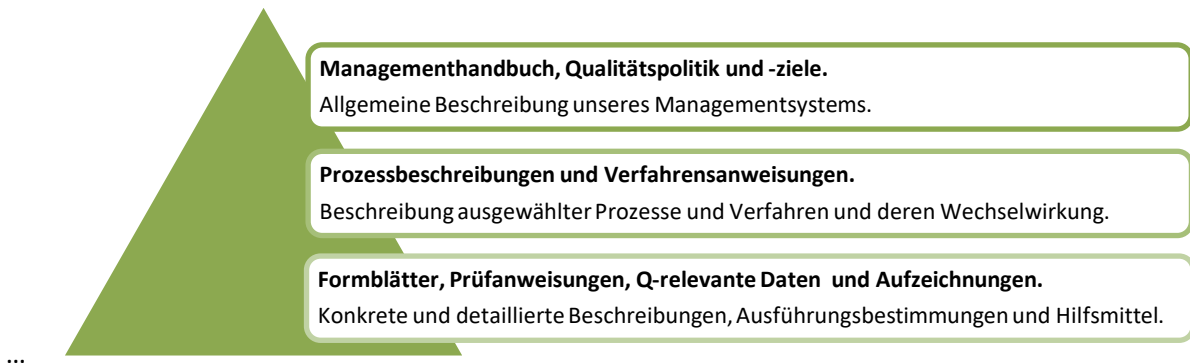 Managementhandbuch, Qualitätspolitik und -ziele.
Allgemeine Beschreibung unseres Managementsystems.
Prozessbeschreibungen und Verfahrensanweisungen.
Beschreibung ausgewählter Prozesse und Verfahren und deren Wechselwirkung.
Formblätter, Prüfanweisungen, Q-relevante Daten und Aufzeichnungen.
Konkrete und detaillierte Beschreibungen, Ausführungsbestimmungen und Hilfsmittel.
...